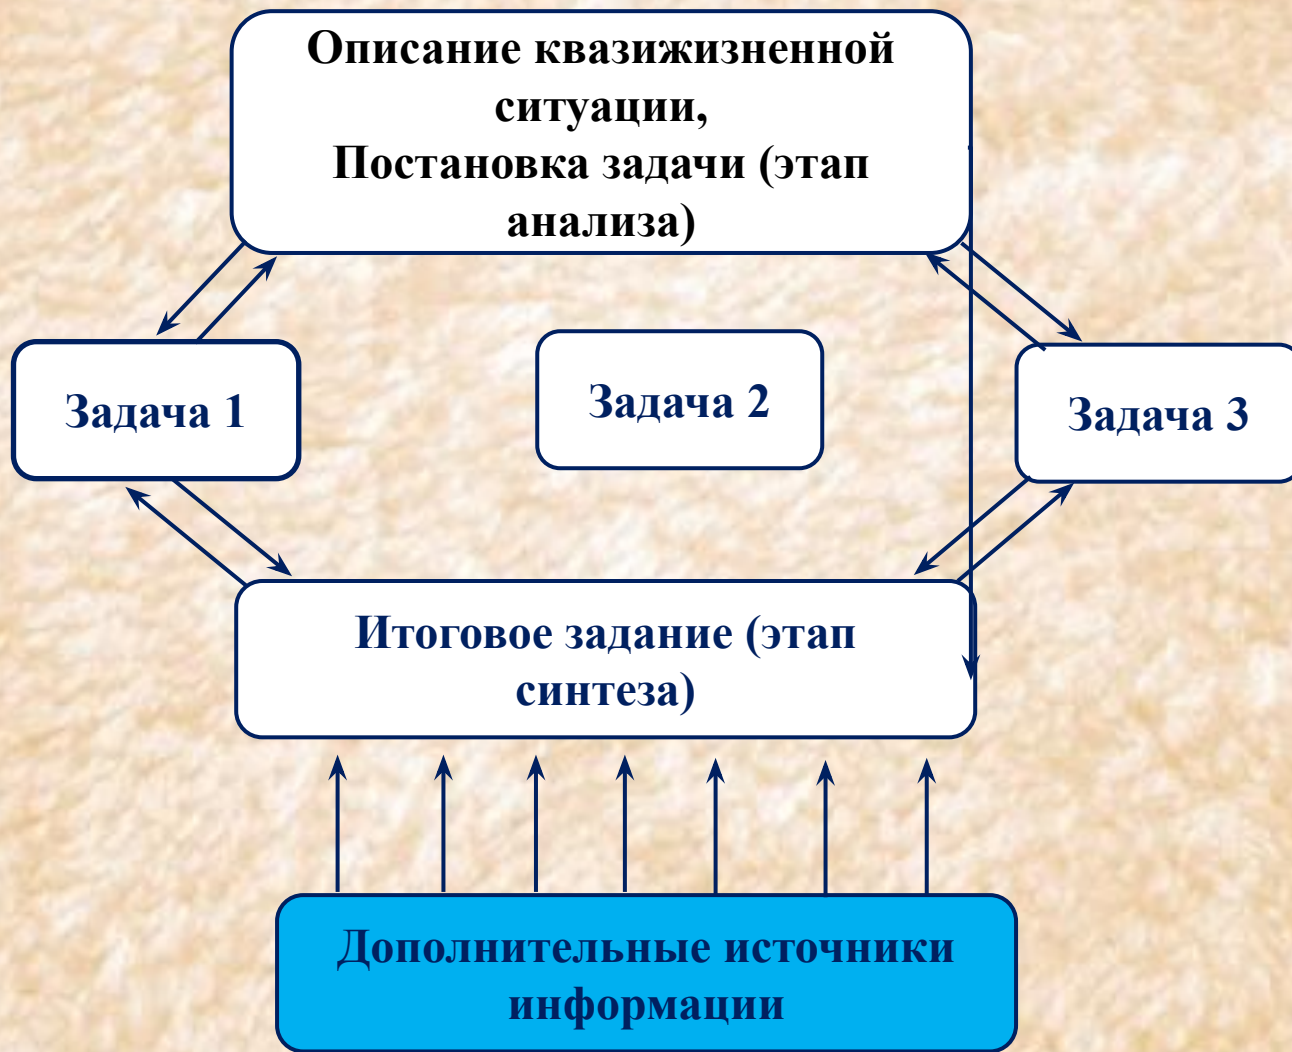 Описание квазижизненной
ситуации,
Постановка задачи (этап
анализа)
Задача 1
Задача 2
Задача 3
Итоговое задание (этап
синтеза)
Дополнительные источники
информации